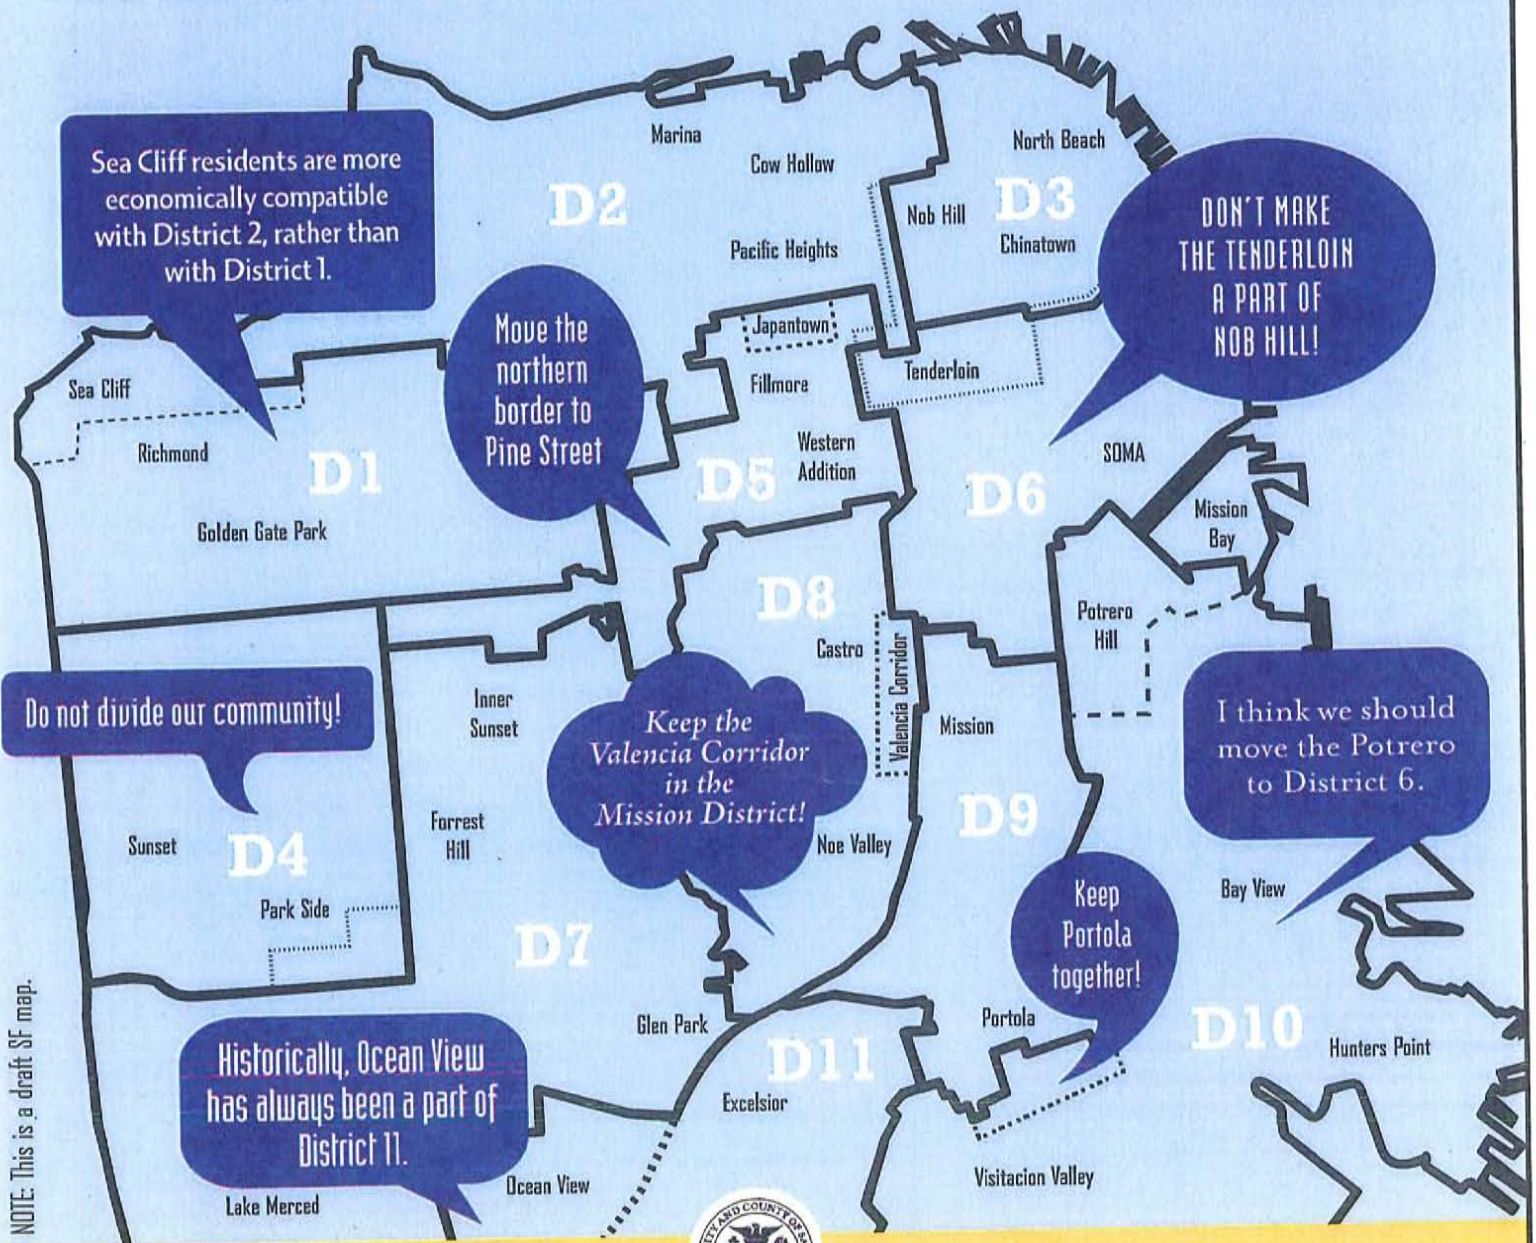 Marina
Cow Hollow
North Beach
Sea Cliff residents are more
economically compatible
with District 2, rather than
with District 1.
D2
Nob Hill
D3
Chinatown
Pacific Heights
DON'T MAKE
THE TENDERLOIN
A PART OF
NOB HILL!
Move the
northern
border to
Pine Street
Japantown
Fillmore
Tenderloin
Sea Cliff
Richmond
D1
Golden Gate Park
Western
Addition
D5
D6
SOMA
Mission
Bay
D8
Castro
Valencia Corridor
Potrero
Hill
Do not divide our community!
Inner
Sunset
Keep the
Valencia Corridor
in the
Mission District!
Mission
I think we should
move the Potrero
to District 6.
Sunset
D4
Park Side
Forrest
Hill
Noe Valley
D9
Bay View
Keep
Portola
together!
D7
Glen Park
D11
Excelsior
Portola
D10
Hunters Point
Historically, Ocean View
has always been a part of
District 11.
Lake Merced
Ocean View
Visitacion Valley
NOTE: This is a draft SF map.
AND COUNTY OF